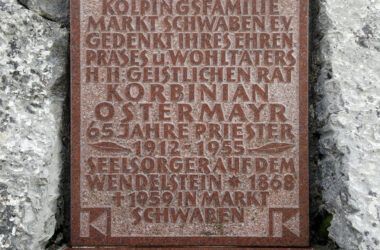 KOLPINGSFAMILIE
MARKT SCHWABEN E.V.
GEDENKT IHRES EHREN
PRÄSES u. WOHLTÄTERS
H. H. GEISTLICHEN RAT
KORBINIAN
OSTERMAYR
65 JAHRE PRIESTER
1912-1955
SEELSORGER AUF DEM
WENDELSTEIN * 1868
† 1959 IN MARKT
SCHWABEN
K K